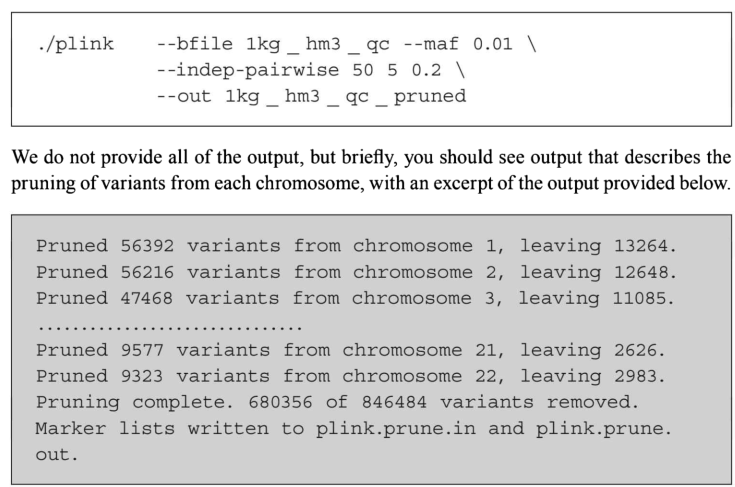 ./plink --bfile 1kg _ hm3 _ qc --maf 0.01 \
--indep-pairwise 50 5 0.2 \
--out 1kg _ hm3 _ qc _ pruned
We do not provide all of the output, but briefly, you should see output that describes the
pruning of variants from each chromosome, with an excerpt of the output provided below.
Pruned 56392 variants from chromosome 1, leaving 13264.
Pruned 56216 variants from chromosome 2, leaving 12648.
Pruned 47468 variants from chromosome 3, leaving 11085.
...............................
Pruned 9577 variants from chromosome 21, leaving 2626.
Pruned 9323 variants from chromosome 22, leaving 2983.
Pruning complete. 680356 of 846484 variants removed.
Marker lists written to plink.prune.in and plink.prune.
out.